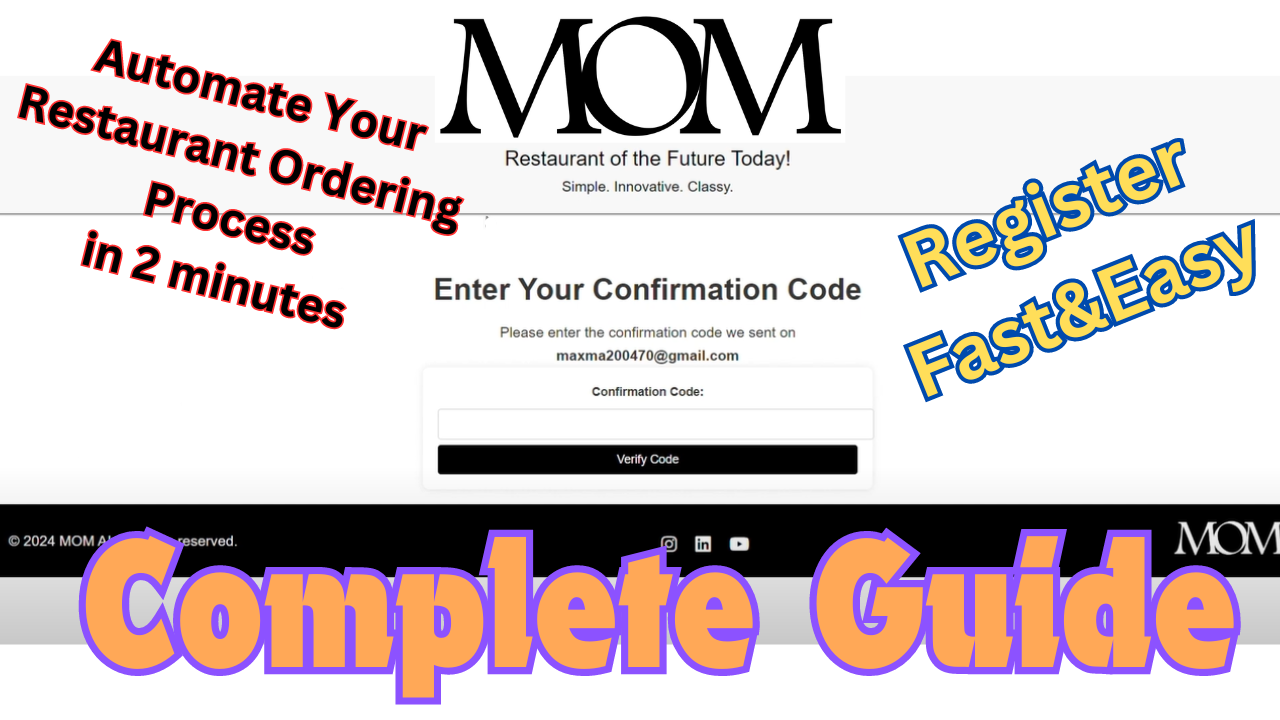 MOM
Restaurant of the Future Today!
Simple. Innovative. Classy.
Automate Your
Restaurant Ordering
Process
in 2 minutes
Register
Fast&Easy
Enter Your Confirmation Code
Please enter the confirmation code we sent on
maxma200470@gmail.com
Confirmation Code:
Verify Code
© 2024 MOM reserved.
MOM
Complete Guide